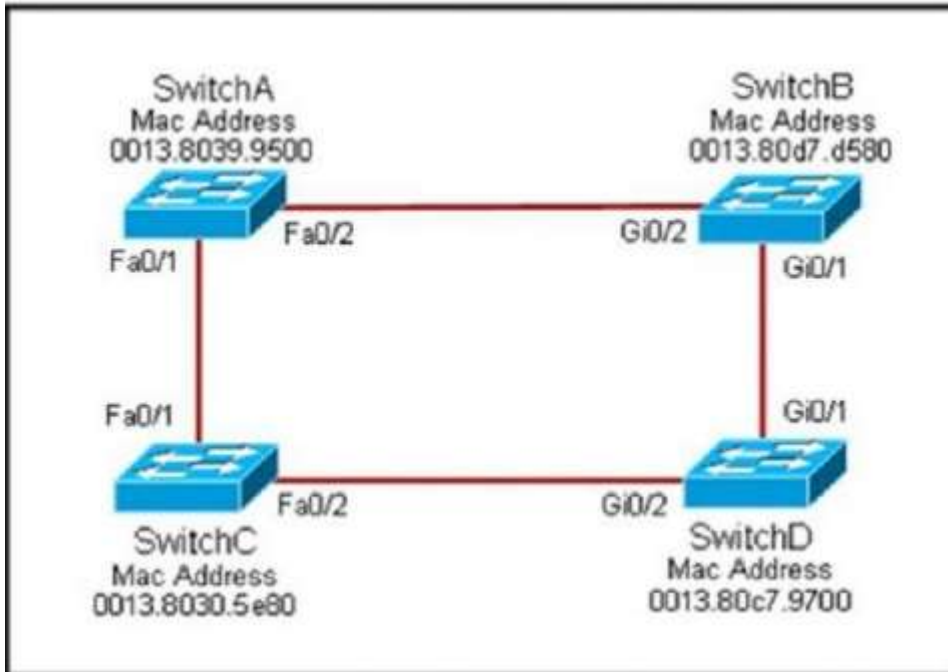 SwitchA
Mac Address
0013.8039.9500
SwitchB
Mac Address
0013.80d7.d580
Fa0/2
Gi0/2
Fa0/1
Gi0/1
Fa0/1
Gi0/1
Fa0/2
Gi0/2
SwitchC
Mac Address
0013.8030.5e80
SwitchD
Mac Address
0013.80c7.9700